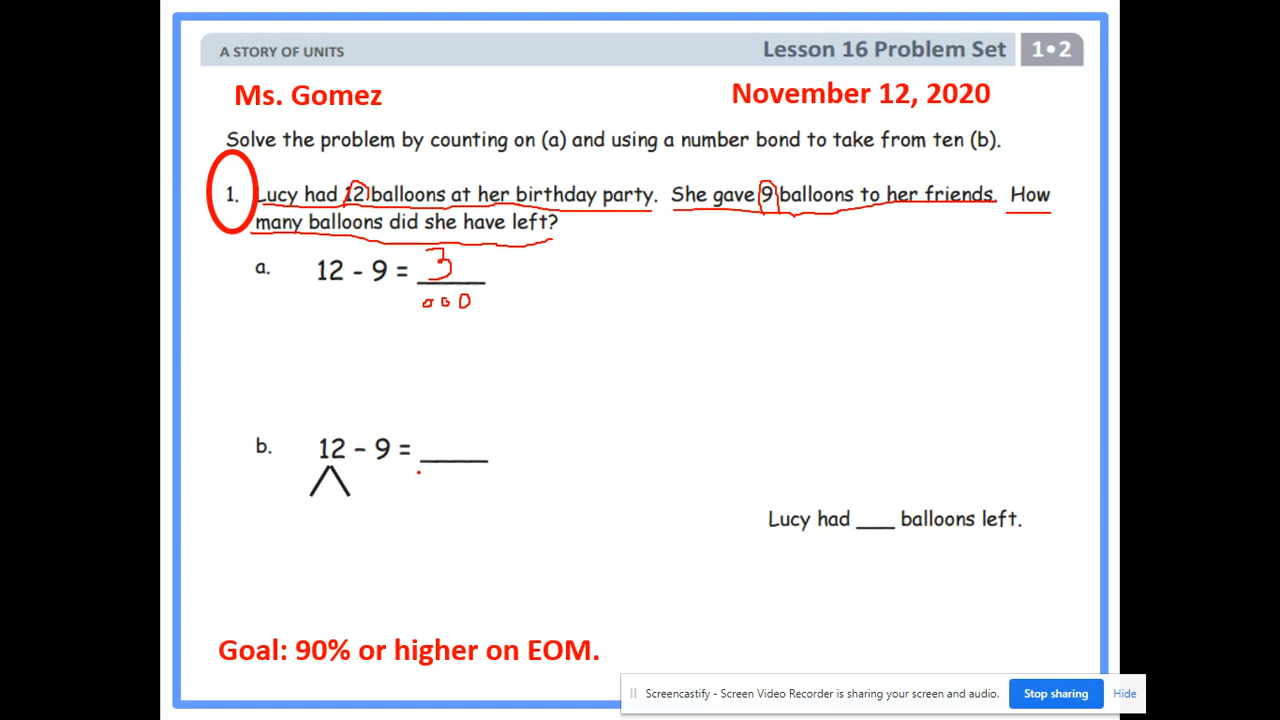 A STORY OF UNITS
Lesson 16 Problem Set 1•2
Ms. Gomez
November 12, 2020
Solve the problem by counting on (a) and using a number bond to take from ten (b).
1. Lucy had 12 balloons at her birthday party. She gave 9 balloons to her friends. How
many balloons did she have left?
a. 12 - 9 = 3
b. 12 – 9 = _____
Lucy had ___ balloons left.
Goal: 90% or higher on EOM.
Screencastify - Screen Video Recorder is sharing your screen and audio. Stop sharing Hide